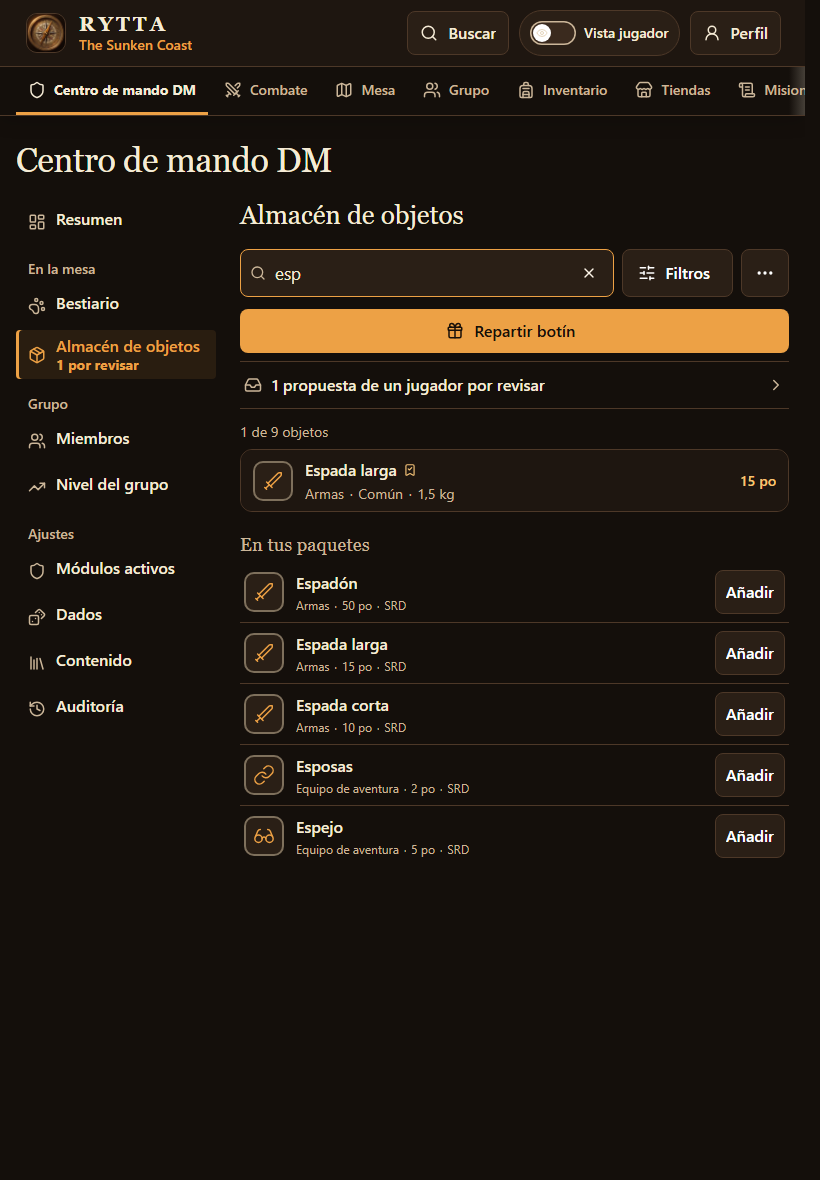 RYTTA
The Sunken Coast
Buscar
Vista jugador
Perfil
Centro de mando DM
Combate
Mesa
Grupo
Inventario
Tiendas
Mision
Centro de mando DM
Resumen
En la mesa
Bestiario
Almacén de objetos
1 por revisar
Grupo
Miembros
Nivel del grupo
Ajustes
Módulos activos
Dados
Contenido
Auditoría
Almacén de objetos
esp
Filtros
Repartir botín
1 propuesta de un jugador por revisar
1 de 9 objetos
Espada larga
Armas · Común · 1,5 kg
15 po
En tus paquetes
Espadón
Armas · 50 po · SRD
Añadir
Espada larga
Armas · 15 po · SRD
Añadir
Espada corta
Armas · 10 po · SRD
Añadir
Esposas
Equipo de aventura · 2 po · SRD
Añadir
Espejo
Equipo de aventura · 5 po · SRD
Añadir